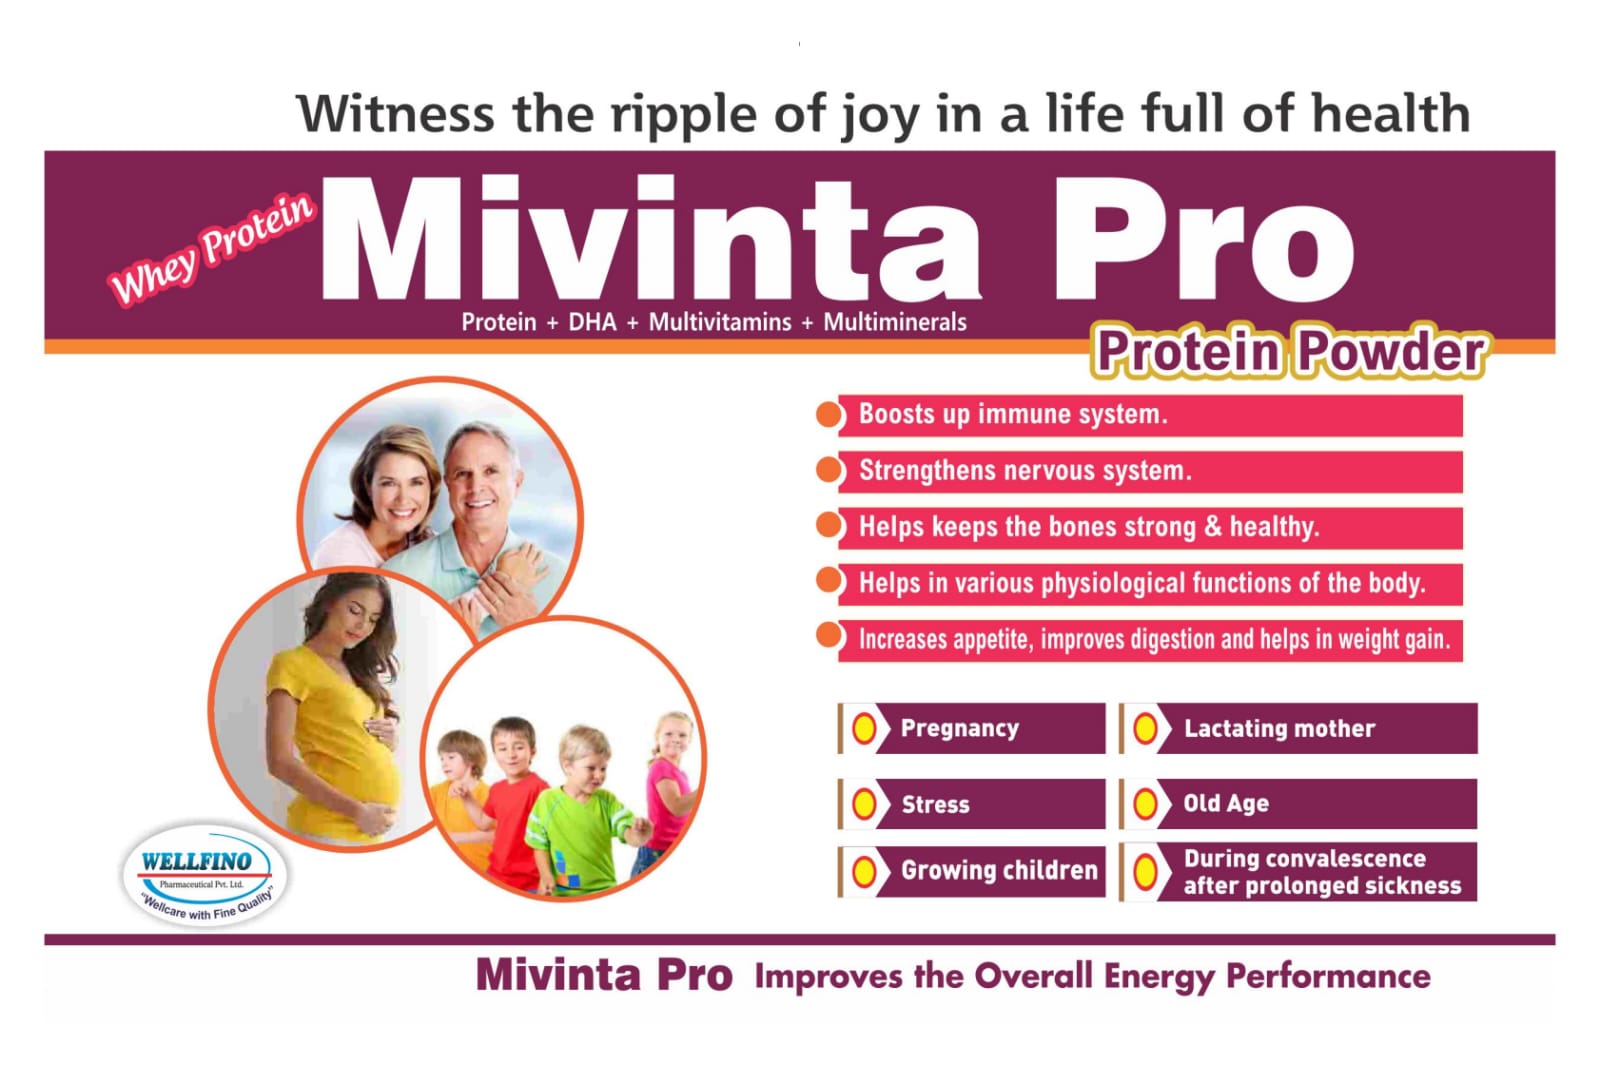 Witness the ripple of joy in a life full of health
Whey Protein
Mivinta Pro
Protein + DHA + Multivitamins + Multiminerals
Protein Powder
Boosts up immune system.
Strengthens nervous system.
Helps keeps the bones strong & healthy.
Helps in various physiological functions of the body.
Increases appetite, improves digestion and helps in weight gain.
Pregnancy
Lactating mother
Stress
Old Age
Growing children
During convalescence
after prolonged sickness
WELLFINO
Pharmaceutical Pvt. Ltd.
"Wellcare with Fine Quality"
Mivinta Pro Improves the Overall Energy Performance